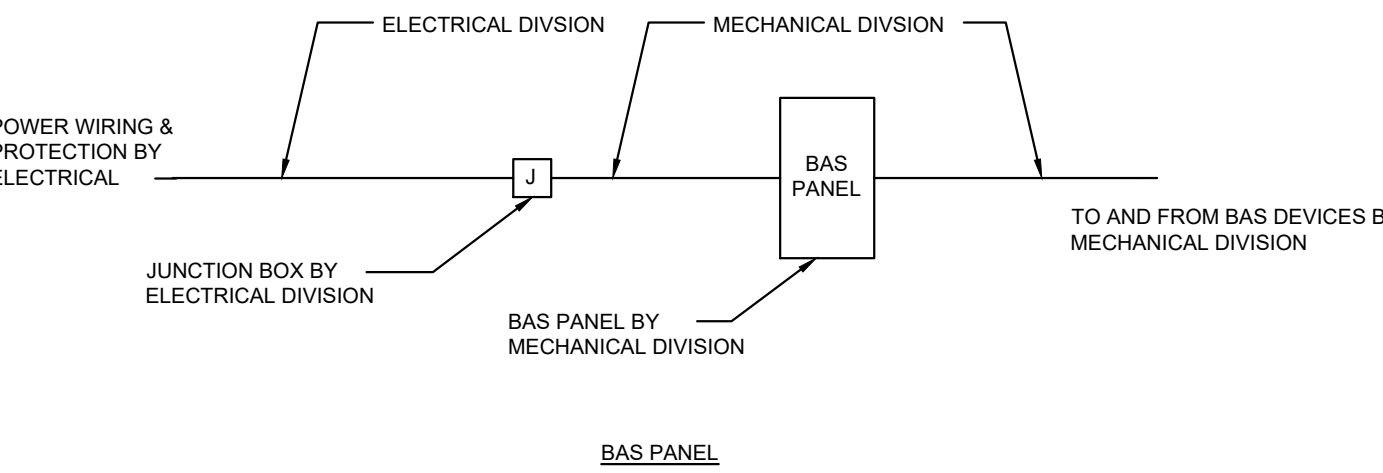 ELECTRICAL DIVSION
MECHANICAL DIVSION
POWER WIRING &
PROTECTION BY
ELECTRICAL
J
BAS
PANEL
TO AND FROM BAS DEVICES B
MECHANICAL DIVISION
JUNCTION BOX BY
ELECTRICAL DIVISION
BAS PANEL BY
MECHANICAL DIVISION
BAS PANEL